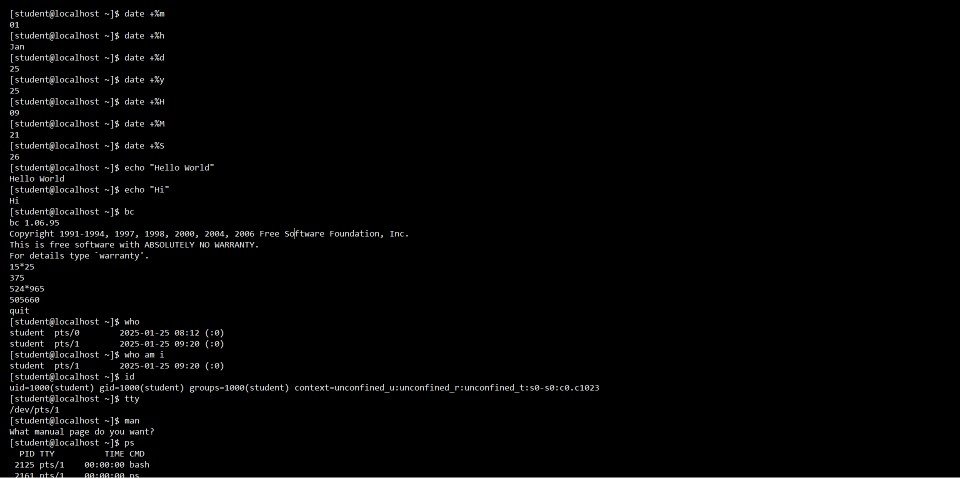 [student@localhost ~]$ date +%m
01
[student@localhost ~]$ date +%h
Jan
[student@localhost ~]$ date +%d
25
[student@localhost ~]$ date +%y
25
[student@localhost ~]$ date +%H
09
[student@localhost ~]$ date +%M
21
[student@localhost ~]$ date +%S
26
[student@localhost ~]$ echo "Hello World"
Hello World
[student@localhost ~]$ echo "Hi"
Hi
[student@localhost ~]$ bc
bc 1.06.95
Copyright 1991-1994, 1997, 1998, 2000, 2004, 2006 Free Software Foundation, Inc.
This is free software with ABSOLUTELY NO WARRANTY.
For details type `warranty'.
15*25
375
524*965
505660
quit
[student@localhost ~]$ who
student  pts/0        2025-01-25 08:12 (:0)
student  pts/1        2025-01-25 09:20 (:0)
[student@localhost ~]$ who am i
student  pts/1        2025-01-25 09:20 (:0)
[student@localhost ~]$ id
uid=1000(student) gid=1000(student) groups=1000(student) context=unconfined_u:unconfined_r:unconfined_t:s0-s0:c0.c1023
[student@localhost ~]$ tty
/dev/pts/1
[student@localhost ~]$ man
What manual page do you want?
[student@localhost ~]$ ps
  PID TTY          TIME CMD
 2125 pts/1    00:00:00 bash
 2161 pts/1    00:00:00 ps